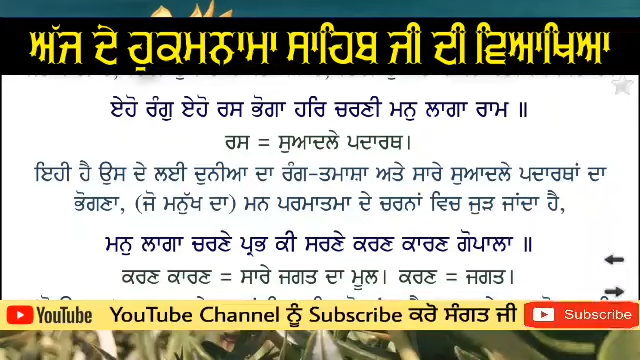 ਅੱਜ ਦੇ ਹੁਕਮਨਾਮਾ ਸਾਹਿਬ ਜੀ ਦੀ ਵਿਆਖਿਆ
ਏਹੋ ਰੰਗੁ ਏਹੋ ਰਸ ਭੋਗਾ ਹਰਿ ਚਰਣੀ ਮਨੁ ਲਾਗਾ ਰਾਮ ॥
ਰਸ = ਸੁਆਦਲੇ ਪਦਾਰਥ।
ਇਹੀ ਹੈ ਉਸ ਦੇ ਲਈ ਦੁਨੀਆ ਦਾ ਰੰਗ-ਤਮਾਸ਼ਾ ਅਤੇ ਸਾਰੇ ਸੁਆਦਲੇ ਪਦਾਰਥਾਂ ਦਾ
ਭੋਗਣਾ, (ਜੋ ਮਨੁੱਖ ਦਾ) ਮਨ ਪਰਮਾਤਮਾ ਦੇ ਚਰਨਾਂ ਵਿਚ ਜੁੜ ਜਾਂਦਾ ਹੈ,
ਮਨੁ ਲਾਗਾ ਚਰਣੇ ਪ੍ਰਭ ਕੀ ਸਰਣੇ ਕਰਣ ਕਾਰਣ ਗੋਪਾਲਾ ॥
ਕਰਣ ਕਾਰਣ = ਸਾਰੇ ਜਗਤ ਦਾ ਮੂਲ। ਕਰਣ = ਜਗਤ।
YouTube YouTube Channel ਨੂੰ Subscribe ਕਰੋ ਸੰਗਤ ਜੀ Subscribe